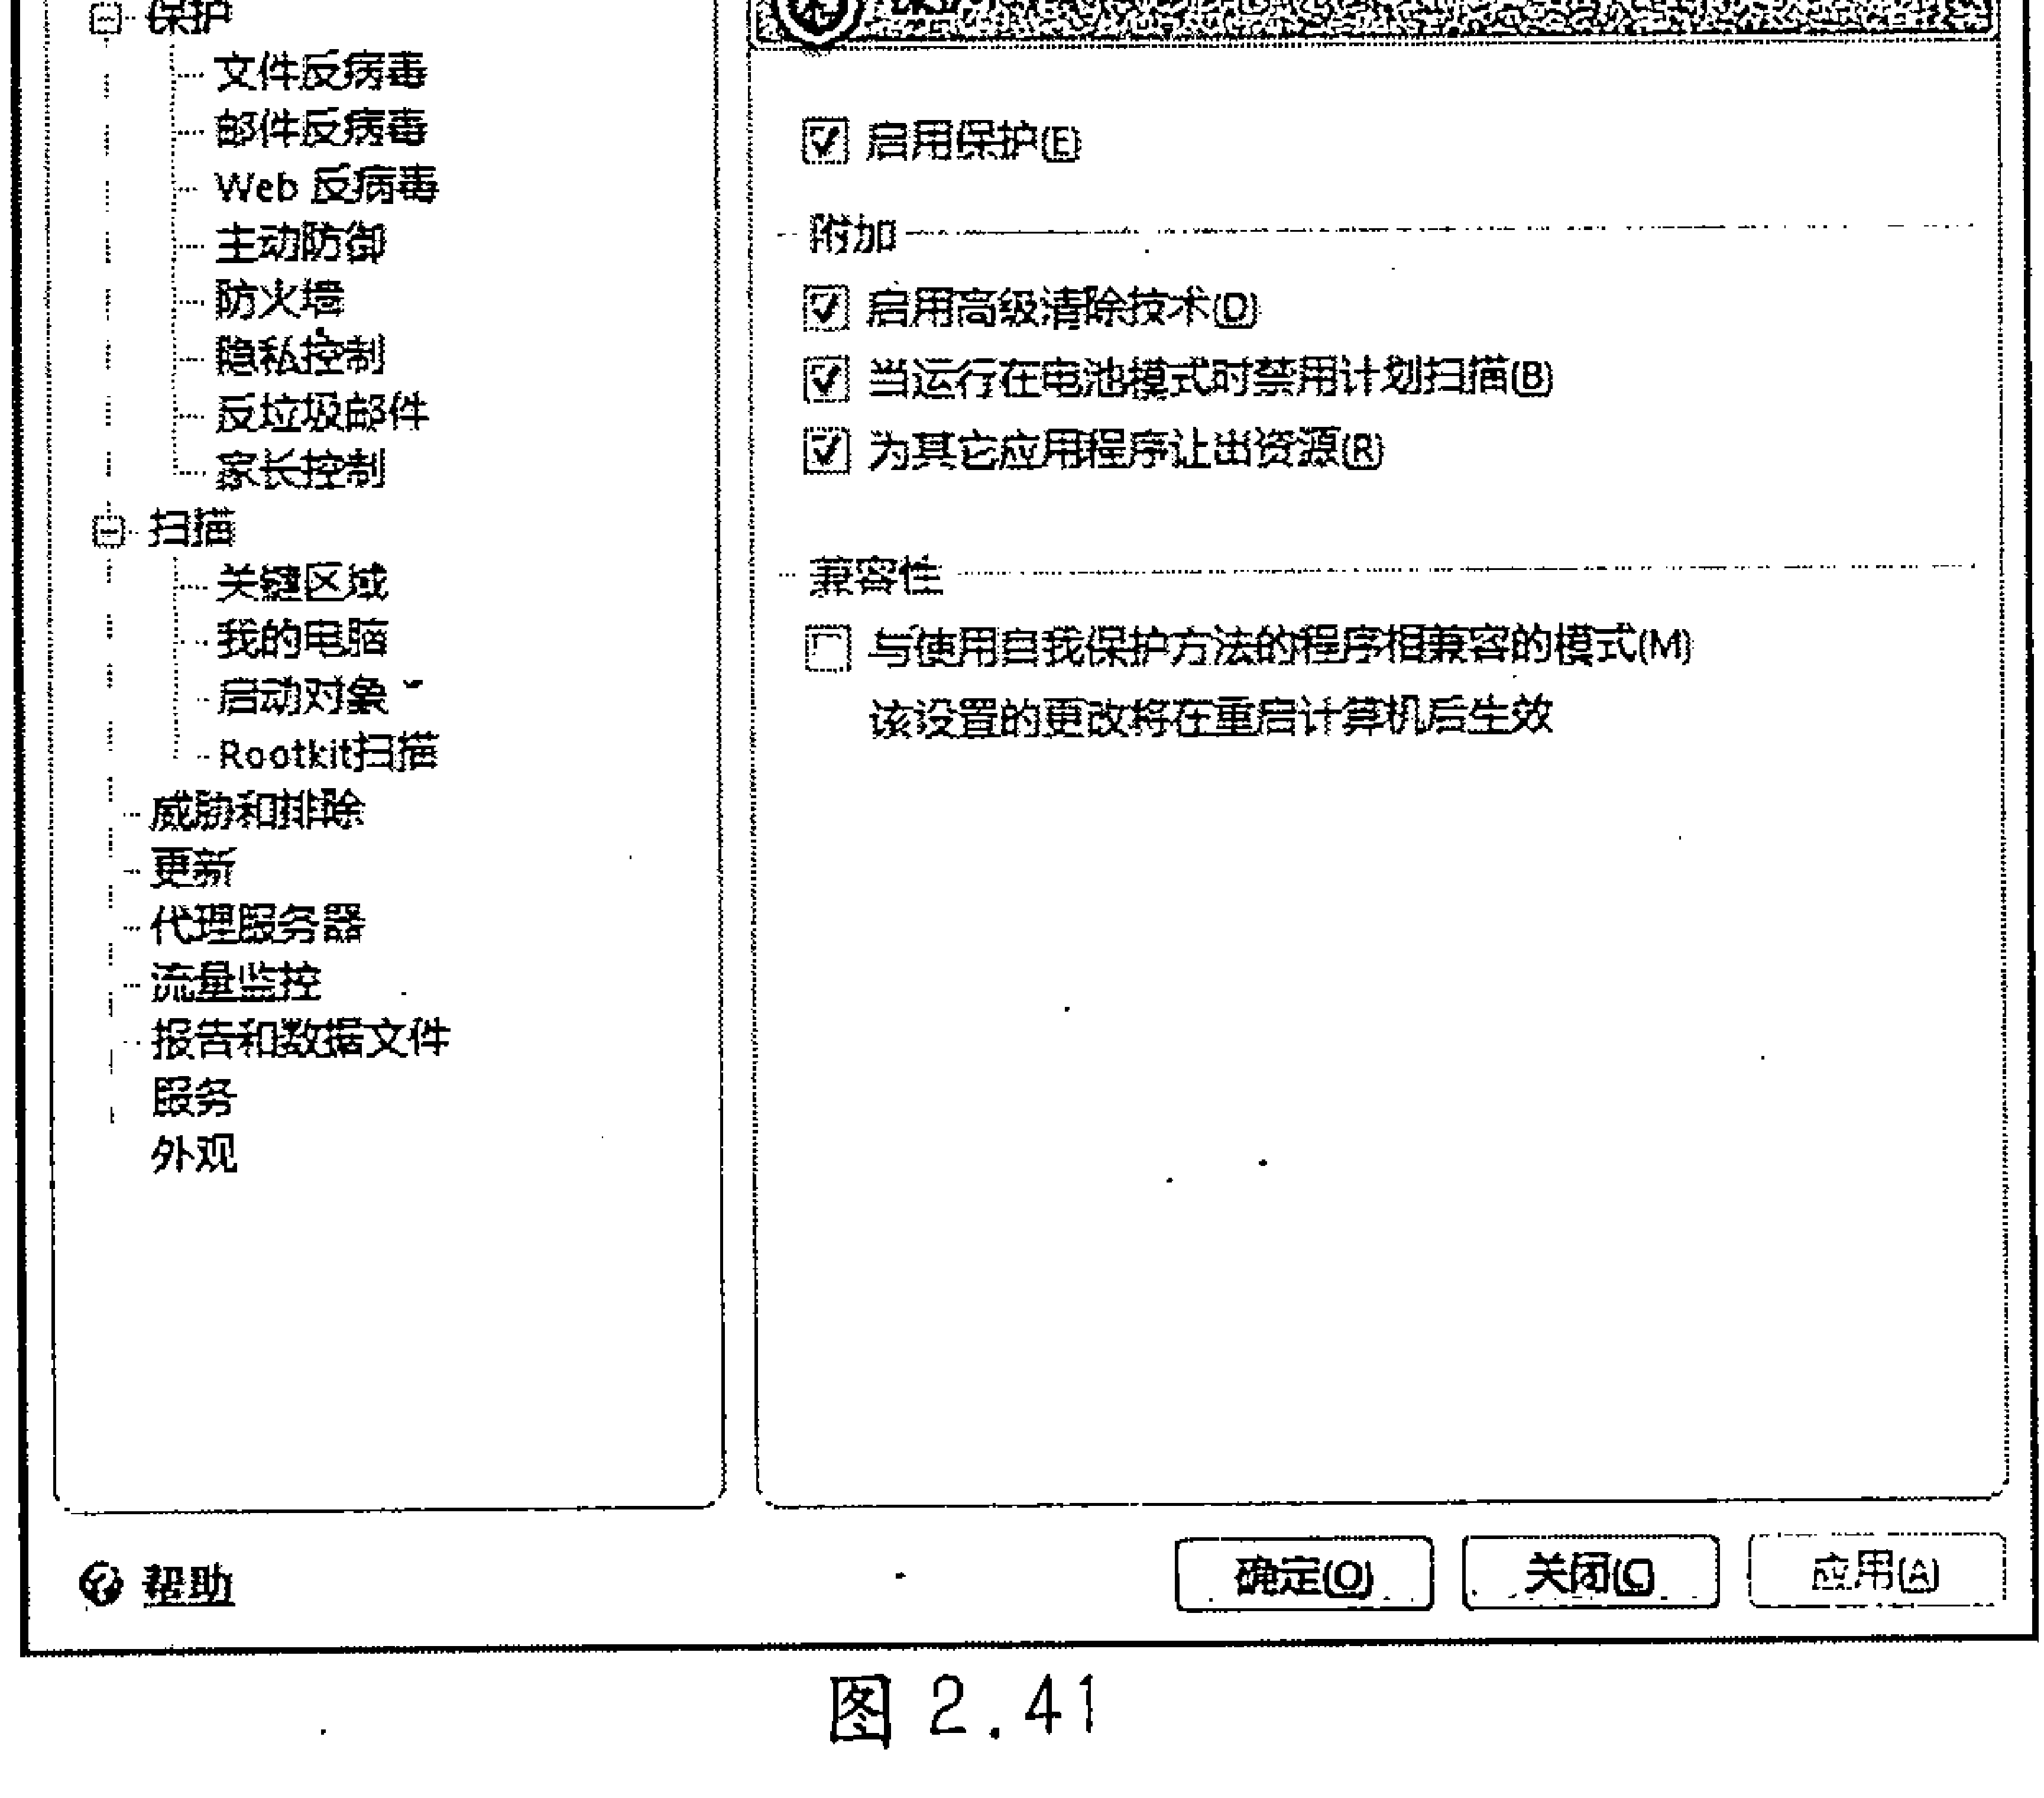 保护
文件反病毒
邮件反病毒
Web 反病毒
主动防御
防火墙
隐私控制
反垃圾邮件
家长控制
扫描
关键区域
我的电脑
启动对象
Rootkit扫描
威胁和排除
更新
代理服务器
流量监控
报告和数据文件
服务
外观
启用保护(E)
附加
启用高级清除技术(D)
当运行在电池模式时禁用计划扫描(B)
为其它应用程序让出资源(R)
兼容性
与使用自我保护方法的程序相兼容的模式(M)
该设置的更改将在重启计算机后生效
帮助
确定(O)
关闭(C)
应用(A)
图 2.41